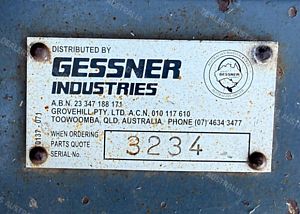 DISTRIBUTED BY
GESSNER
INDUSTRIES
GESSNER
A.B.N. 23 347 188 171
GROVEHILL PTY. LTD. A.C.N. 010 117 610
TOOWOOMBA, QLD, AUSTRALIA, PHONE (07) 4634 3477
WHEN ORDERING
PARTS QUOTE
SERIAL No.
3234